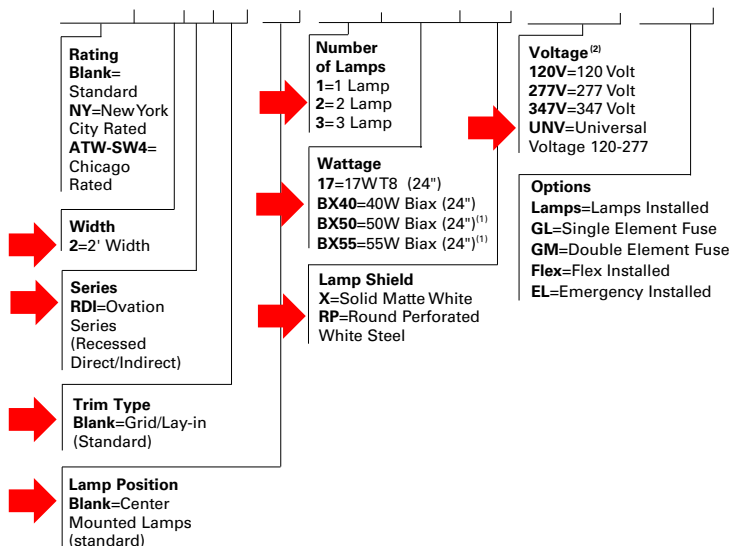 Rating
Blank=
Standard
NY=New York
City Rated
ATW-SW4=
Chicago
Rated
Width
2=2' Width
Series
RDI=Ovation
Series
(Recessed
Direct/Indirect)
Trim Type
Blank=Grid/Lay-in
(Standard)
Lamp Position
Blank=Center
Mounted Lamps
(standard)
Number
of Lamps
1=1 Lamp
2=2 Lamp
3=3 Lamp
Wattage
17=17W T8 (24")
BX40=40W Biax (24")
BX50=50W Biax (24")(1)
BX55=55W Biax (24")(1)
Lamp Shield
X=Solid Matte White
RP=Round Perforated
White Steel
Voltage(2)
120V=120 Volt
277V=277 Volt
347V=347 Volt
UNV=Universal
Voltage 120-277
Options
Lamps=Lamps Installed
GL=Single Element Fuse
GM=Double Element Fuse
Flex=Flex Installed
EL=Emergency Installed